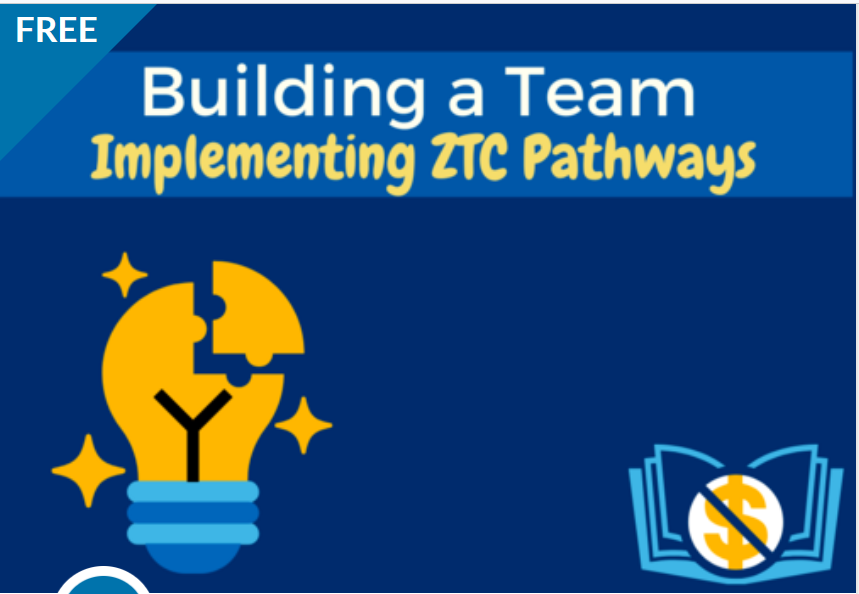 FREE
Building a Team
Implementing ZTC Pathways
$